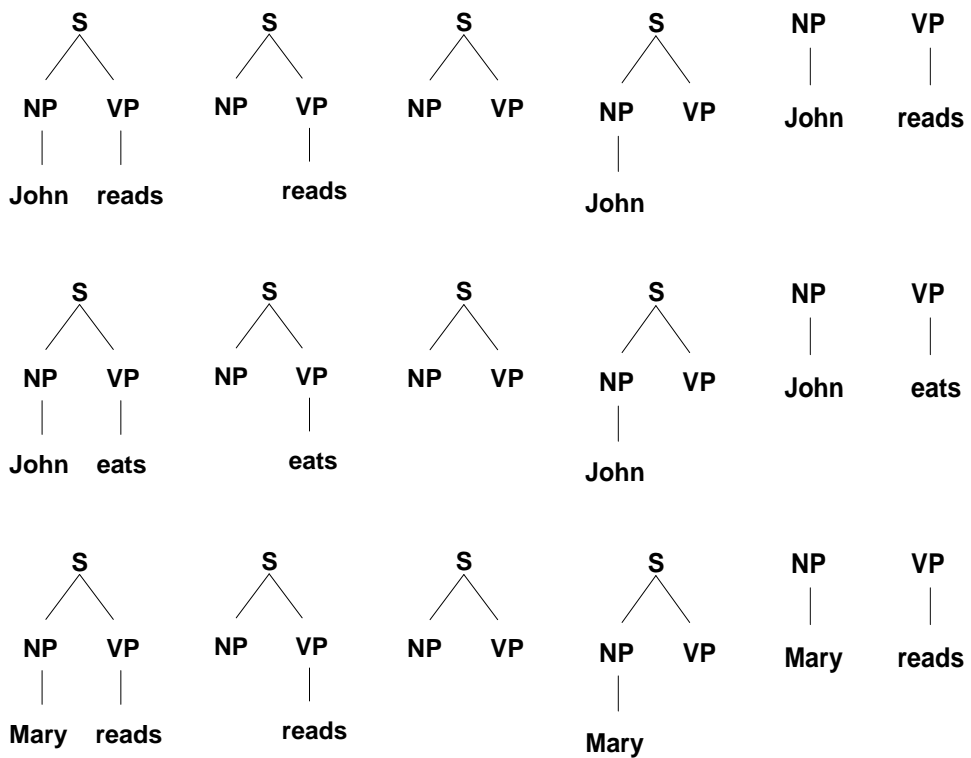 S S S S NP VP
NP VP NP VP NP VP NP VP John reads
John reads reads John
S S S S NP VP
NP VP NP VP NP VP NP VP John eats
John eats eats John
S S S S NP VP
NP VP NP VP NP VP NP VP Mary reads
Mary reads reads Mary